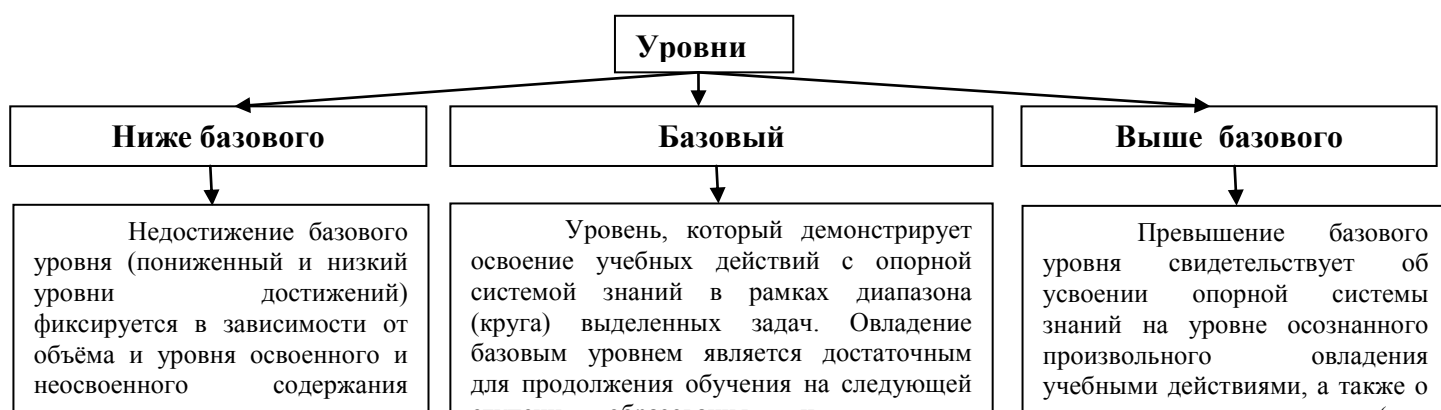 Уровни
Ниже базового
Базовый
Выше базового
Недостижение базового
уровня (пониженный и низкий
уровни достижений)
фиксируется в зависимости от
объёма и уровня освоенного и
неосвоенного содержания
Уровень, который демонстрирует
освоение учебных действий с опорной
системой знаний в рамках диапазона
(круга) выделенных задач. Овладение
базовым уровнем является достаточным
для продолжения обучения на следующей
Превышение базового
уровня свидетельствует об
усвоении опорной системы
знаний на уровне осознанного
произвольного овладения
учебными действиями, а также о